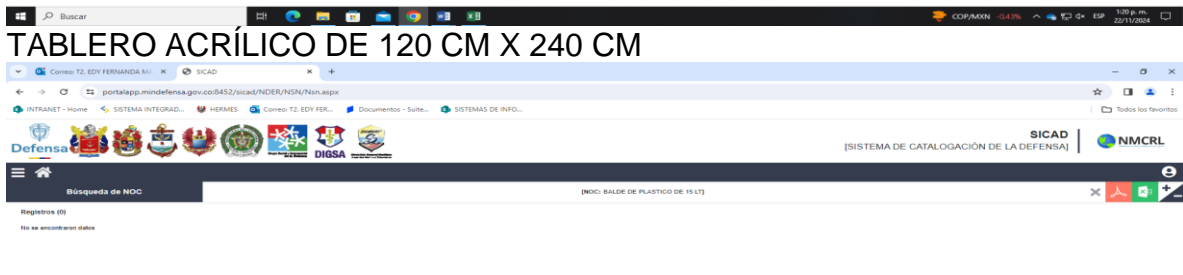 Buscar
COP/MXN -0.43% ESP 1:20 p. m.
22/11/2024
TABLERO ACRÍLICO DE 120 CM X 240 CM
Correo: T2. EDY FERNANDA MA SICAD
portalapp.mindefensa.gov.co:8452/sicad/NDER/NSN/Nsn.aspx
INTRANET - Home SISTEMA INTEGRAD... HERMES Correo: T2. EDY FER... Documentos - Suite... SISTEMAS DE INFO... Todos los favoritos
Defensa DIGSA SICAD NMCRL
[SISTEMA DE CATALOGACIÓN DE LA DEFENSA]
Búsqueda de NOC [NOC: BALDE DE PLASTICO DE 15 LT]
Registros (0)
No se encontraron datos